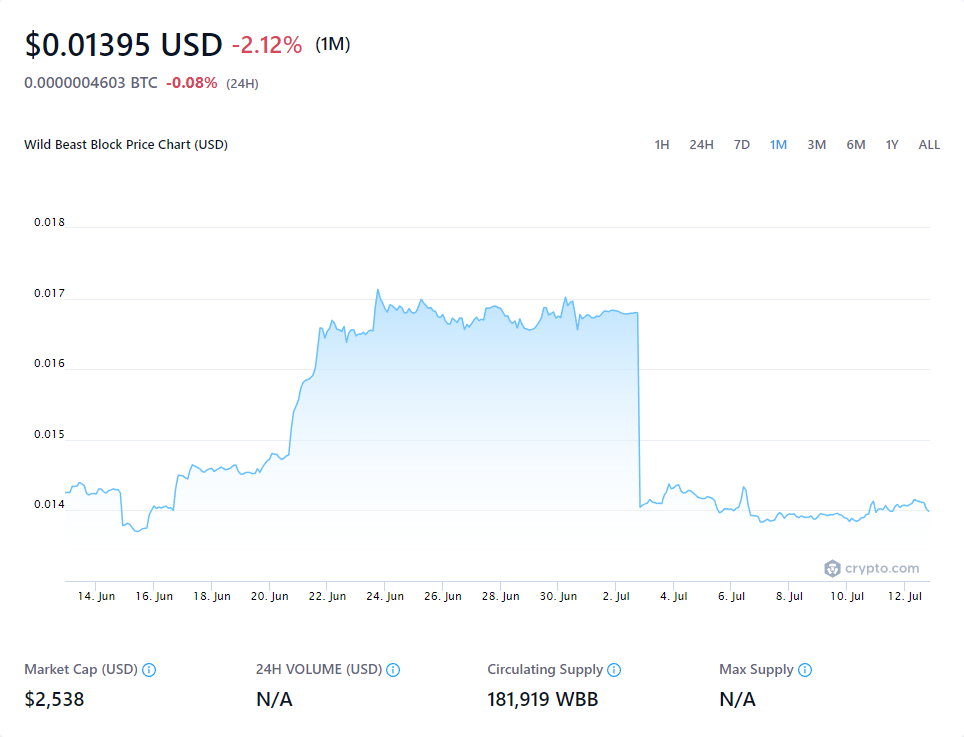 $0.01395 USD -2.12% (1M)
0.0000004603 BTC -0.08% (24H)
Wild Beast Block Price Chart (USD)
1H 24H 7D 1M 3M 6M 1Y ALL
0.018
0.017
0.016
0.015
0.014
crypto.com
14. Jun 16. Jun 18. Jun 20. Jun 22. Jun 24. Jun 26. Jun 28. Jun 30. Jun 2. Jul 4. Jul 6. Jul 8. Jul 10. Jul 12. Jul
Market Cap (USD) 24H VOLUME (USD) Circulating Supply Max Supply
$2,538 N/A 181,919 WBB N/A